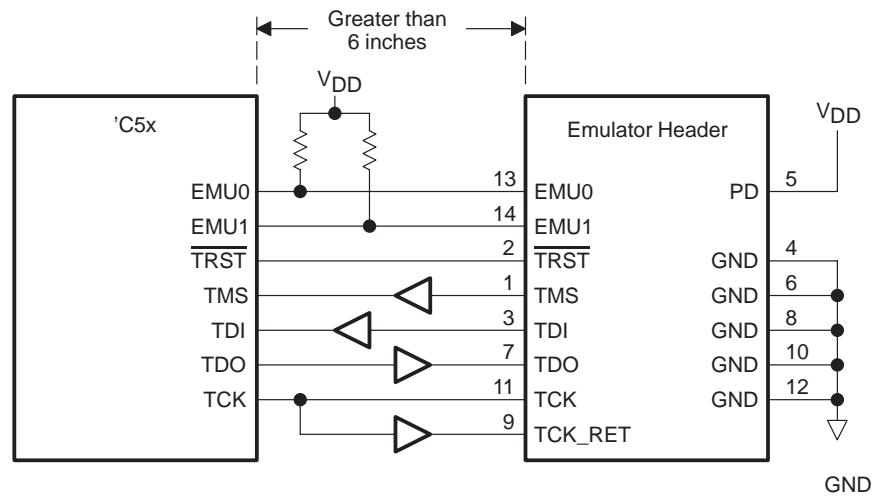 Greater than
6 inches
VDD
'C5x
Emulator Header
VDD
EMU0 13 EMU0 PD 5
EMU1 14 EMU1
TRST 2 TRST GND 4
TMS 1 TMS GND 6
TDI 3 TDI GND 8
TDO 7 TDO GND 10
TCK 11 TCK GND 12
9 TCK_RET
GND